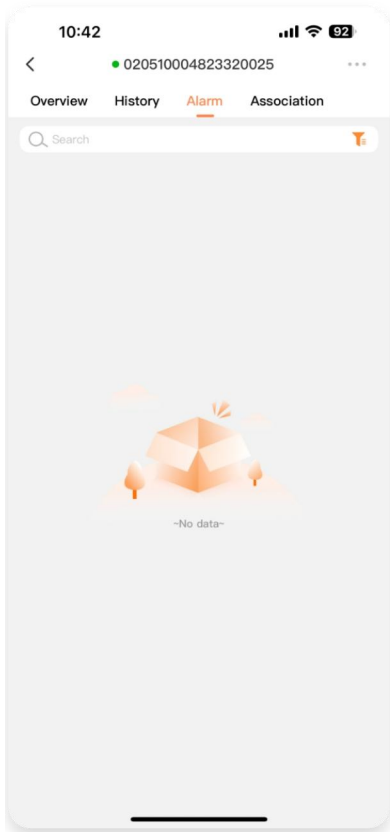 10:42 92
020510004823320025
Overview History Alarm Association
Search
~No data~